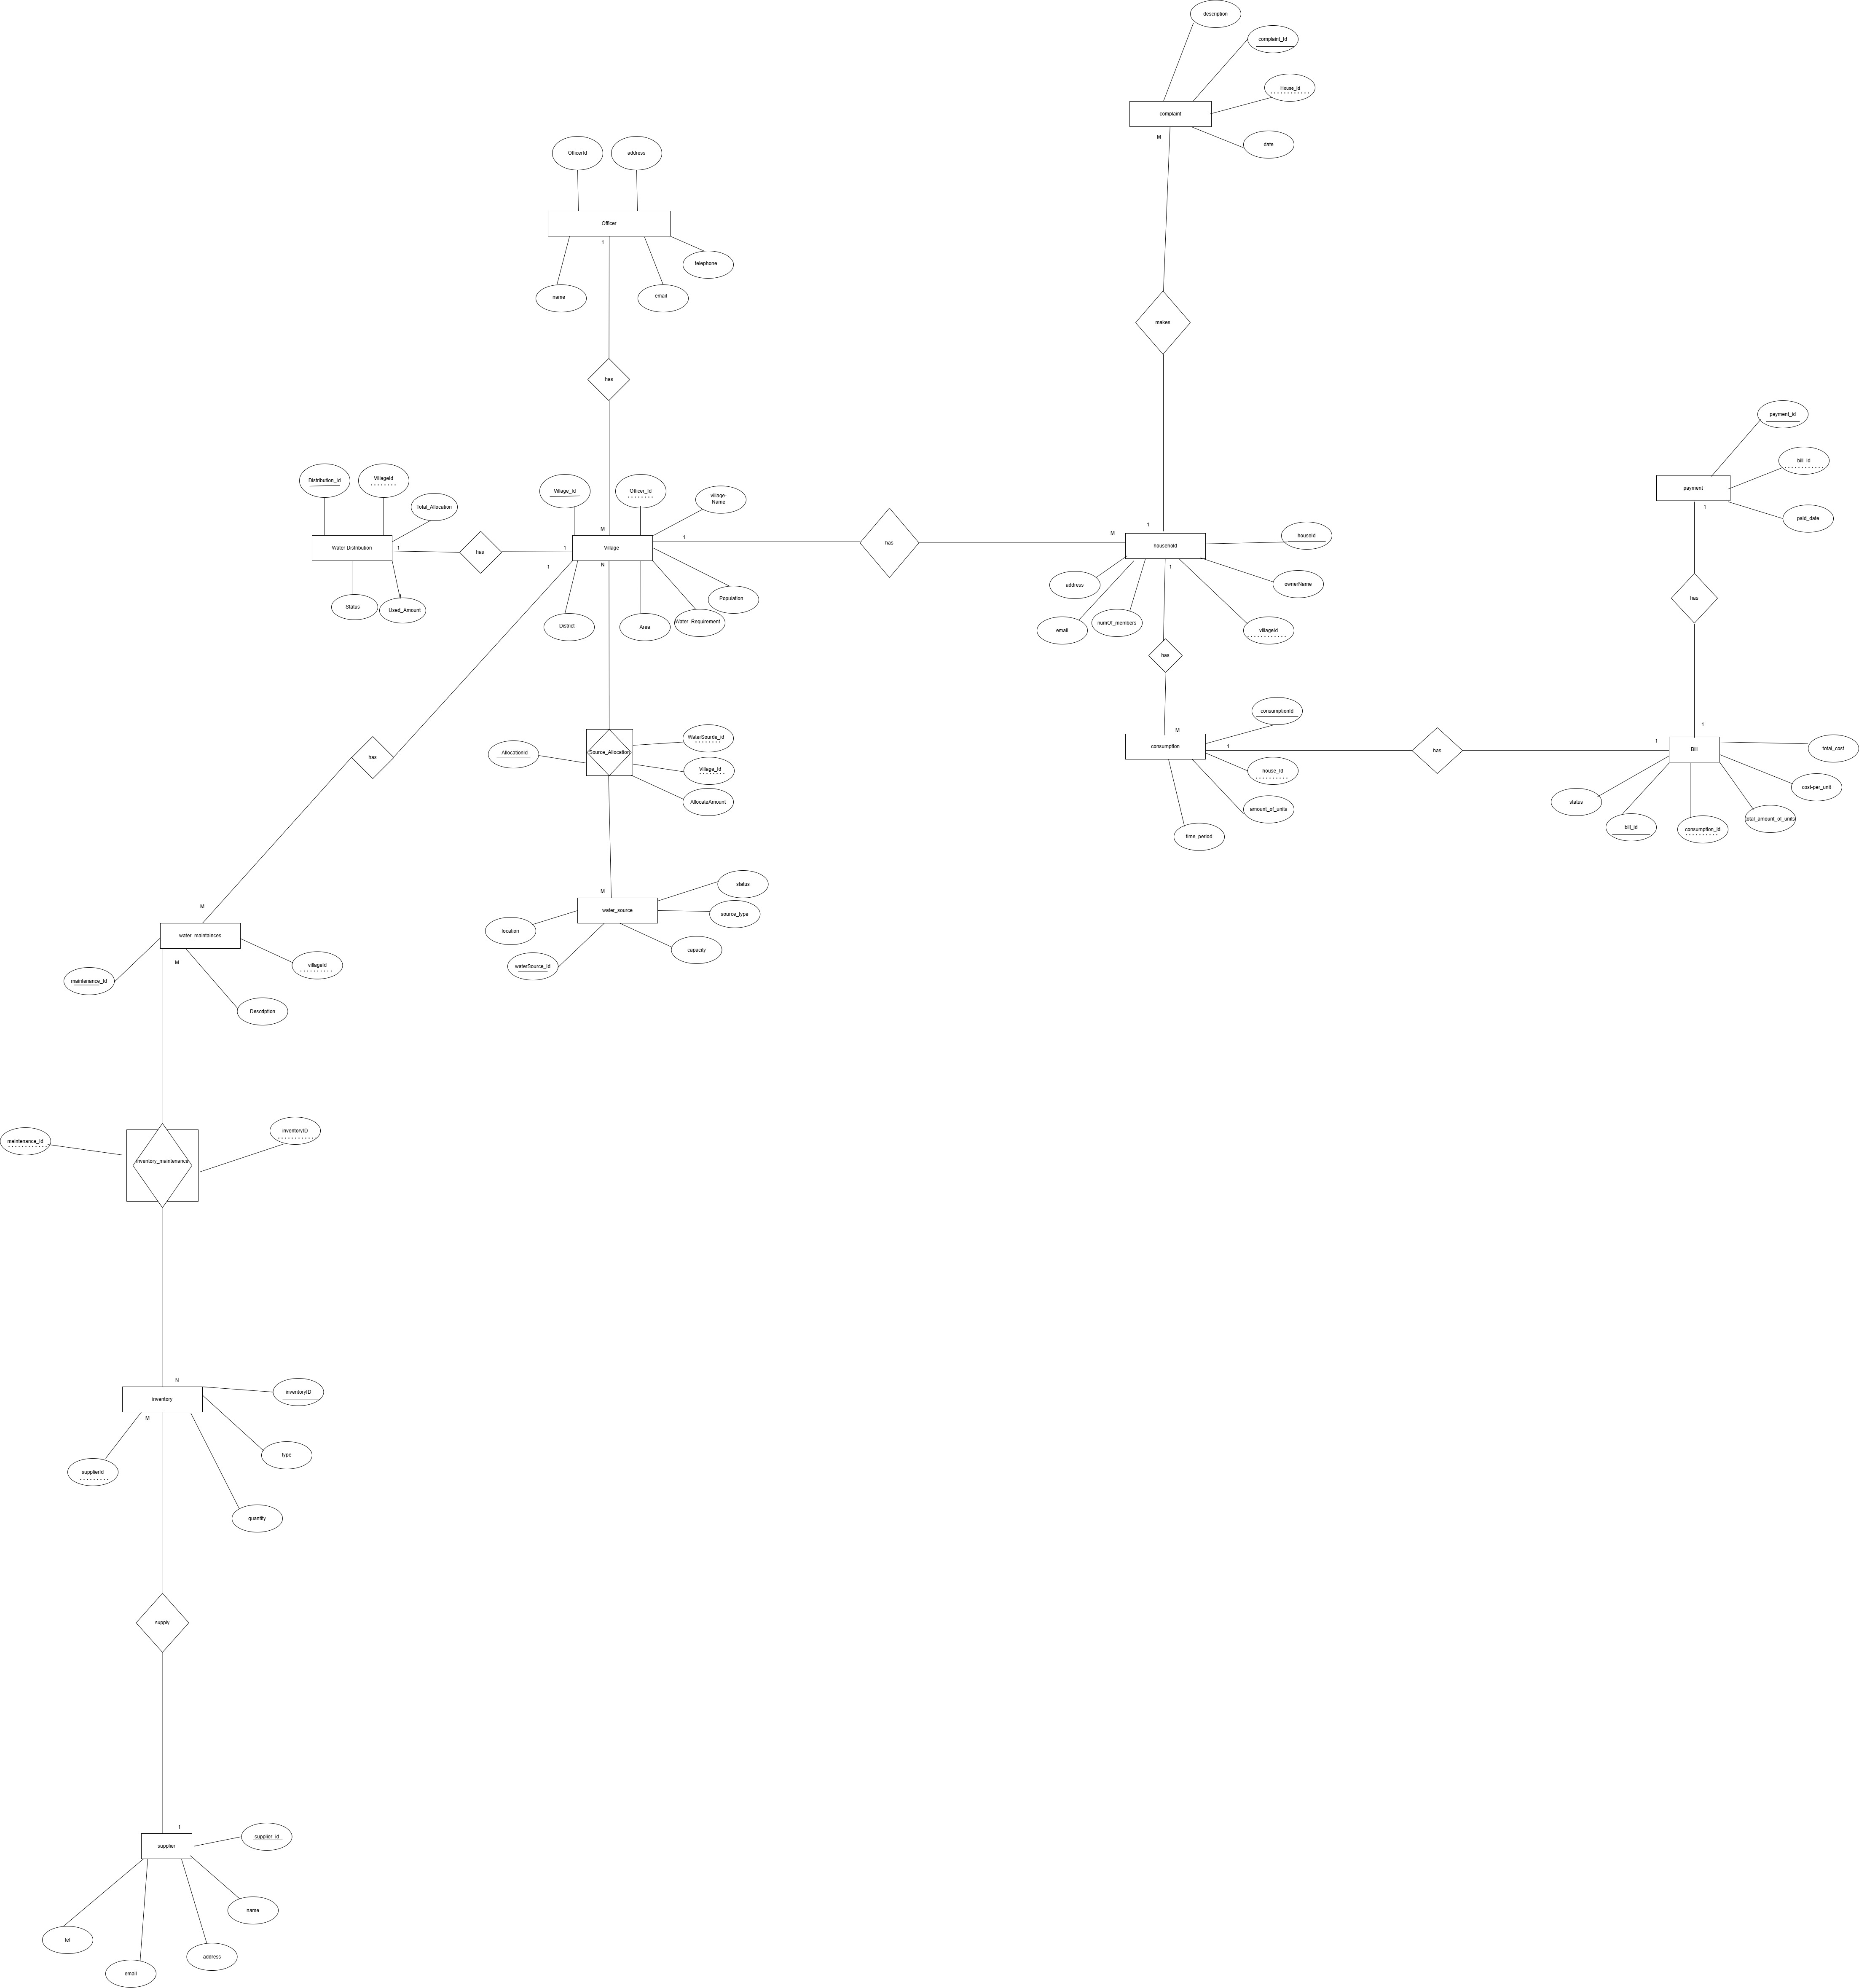 description
complaint_Id
House_Id
complaint
date
M
OfficerId
address
Officer
1
telephone
name
email
makes
has
payment_id
bill_Id
payment
paid_date
1
Distribution_Id
VillageId
Total_Allocation
Village_Id
Officer_Id
village-
Name
M
1
M
1
houseId
Water Distribution
1
has
1
Village
has
household
1
N
1
address
ownerName
Status
Used_Amount
District
Area
Water_Requirement
Population
email
numOf_members
villageId
has
has
consumptionId
1
M
consumption
1
has
1
Bill
total_cost
has
Source_Allocation
AllocationId
WaterSourde_id
Village_Id
AllocateAmount
house_Id
amount_of_units
time_period
status
bill_id
consumption_id
total_amount_of_units
cost-per_unit
M
M
water_source
status
source_type
location
capacity
waterSource_Id
water_maintainces
M
villageId
maintenance_Id
Description
maintenance_Id
inventoryID
inventory_maintenance
N
inventory
inventoryID
M
type
supplierId
quantity
supply
1
supplier
supplier_id
name
tel
address
email